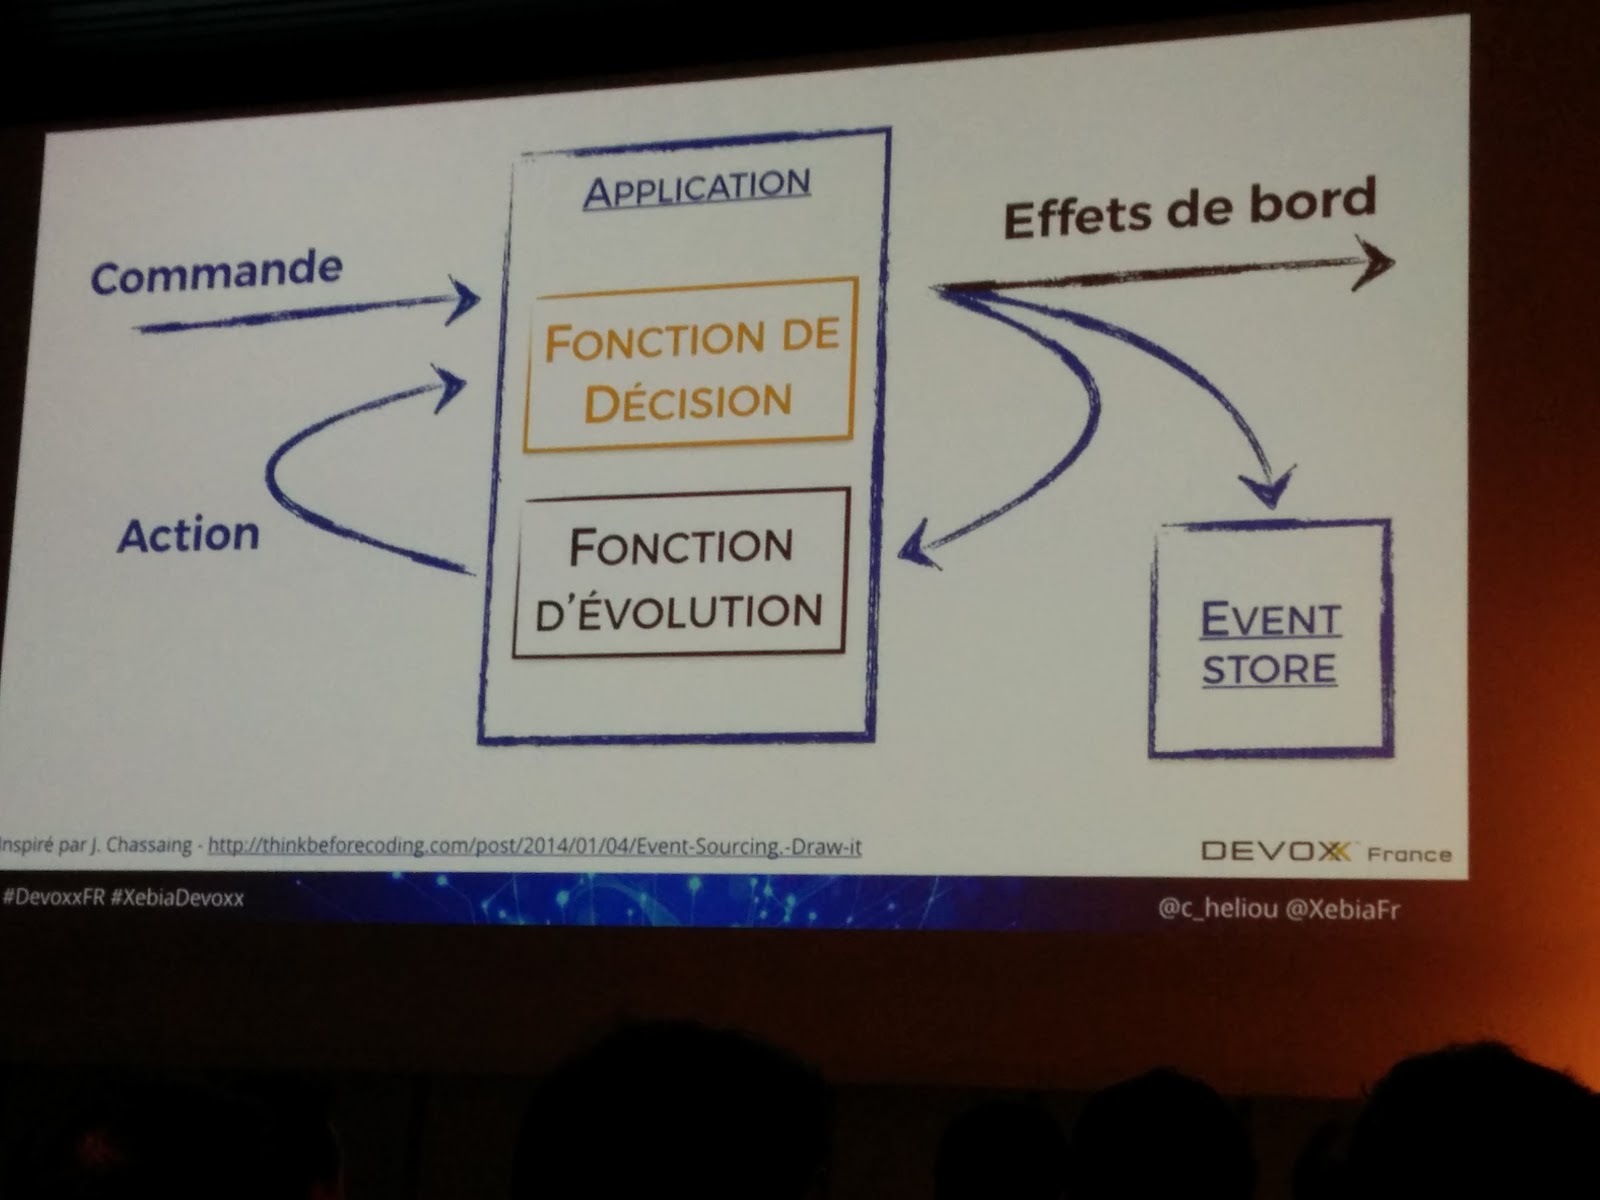 APPLICATION
Commande
Effets de bord
FONCTION DE
DÉCISION
Action
FONCTION
D'ÉVOLUTION
EVENT
STORE
Inspiré par J. Chassaing - http://thinkbeforecoding.com/post/2014/01/04/Event-Sourcing.-Draw-it
DEVOXX France
#DevoxxFR #XebiaDevoxx
@c_heliou @XebiaFr